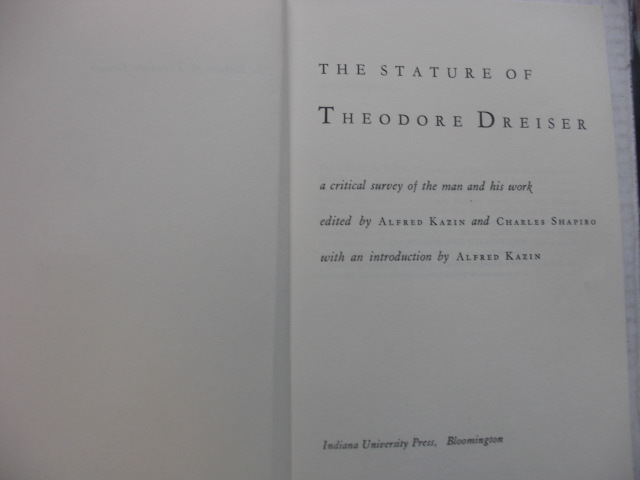 THE STATURE OF
THEODORE DREISER
a critical survey of the man and his work
edited by ALFRED KAZIN and CHARLES SHAPIRO
with an introduction by ALFRED KAZIN
Indiana University Press, Bloomington